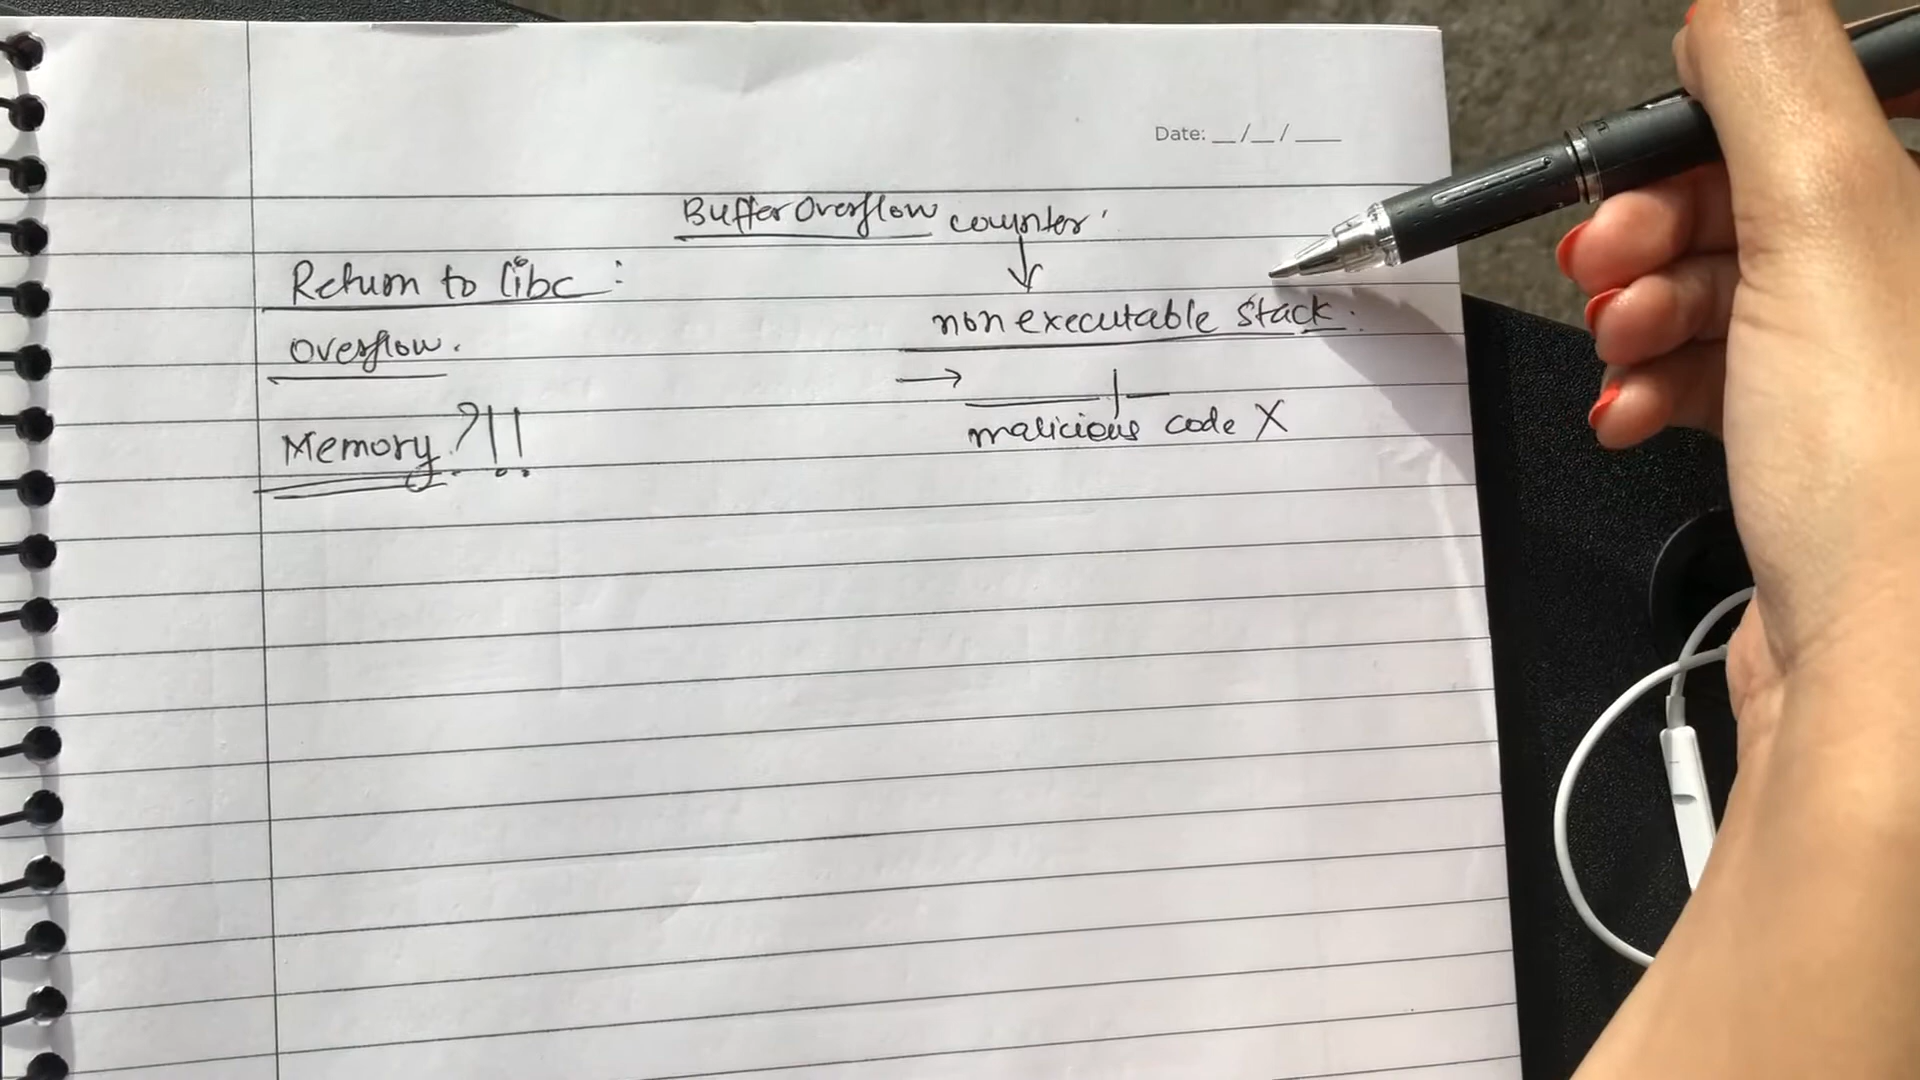 Date: __/__/____
Buffer Overflow counter
Return to libc :
non executable stack.
overflow.
malicious code X
Memory ?!!